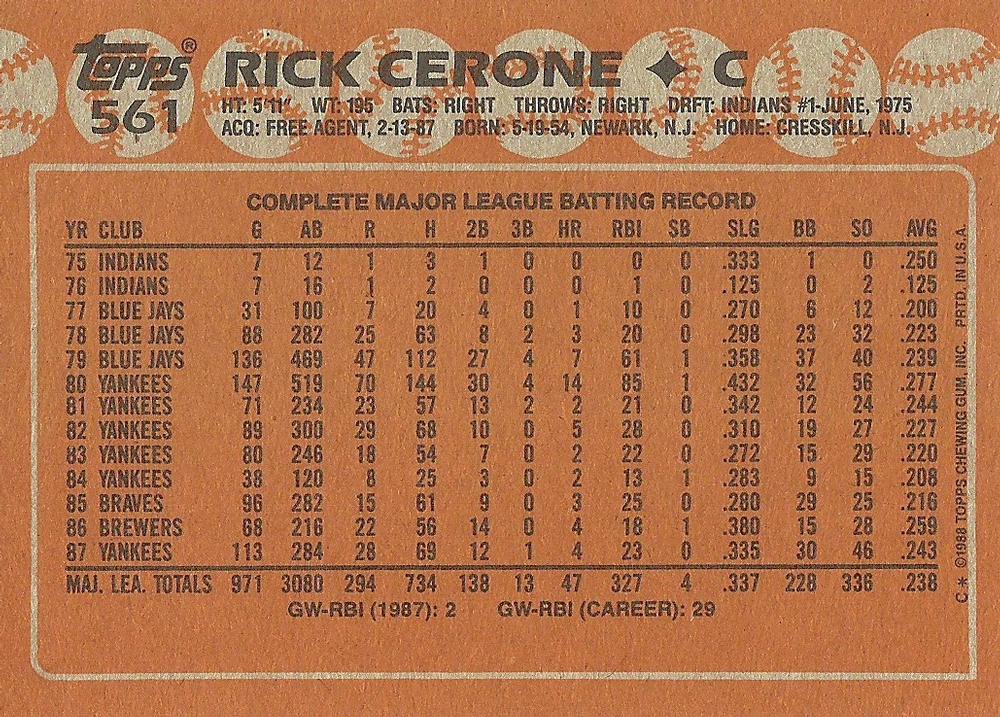 Topps® RICK CERONE ✦ C
561 HT: 5'11" WT: 195 BATS: RIGHT THROWS: RIGHT DRFT: INDIANS #1-JUNE, 1975
ACQ: FREE AGENT, 2-13-87 BORN: 5-19-54, NEWARK, N.J. HOME: CRESSKILL, N.J.
COMPLETE MAJOR LEAGUE BATTING RECORD
YR CLUB G AB R H 2B 3B HR RBI SB SLG BB SO AVG
75 INDIANS 7 12 1 3 1 0 0 0 0 .333 1 0 .250
76 INDIANS 7 16 1 2 0 0 0 1 0 .125 0 2 .125
77 BLUE JAYS 31 100 7 20 4 0 1 10 0 .270 6 12 .200
78 BLUE JAYS 88 282 25 63 8 2 3 20 0 .298 23 32 .223
79 BLUE JAYS 136 469 47 112 27 4 7 61 1 .358 37 40 .239
80 YANKEES 147 519 70 144 30 4 14 85 1 .432 32 56 .277
81 YANKEES 71 234 23 57 13 2 2 21 0 .342 12 24 .244
82 YANKEES 89 300 29 68 10 0 5 28 0 .310 19 27 .227
83 YANKEES 80 246 18 54 7 0 2 22 0 .272 15 29 .220
84 YANKEES 38 120 8 25 3 0 2 13 1 .283 9 15 .208
85 BRAVES 96 282 15 61 9 0 3 25 0 .280 29 25 .216
86 BREWERS 68 216 22 56 14 0 4 18 1 .380 15 28 .259
87 YANKEES 113 284 28 69 12 1 4 23 0 .335 30 46 .243
MAJ. LEA. TOTALS 971 3080 294 734 138 13 47 327 4 .337 228 336 .238
GW-RBI (1987): 2 GW-RBI (CAREER): 29
C * ©1988 TOPPS CHEWING GUM, INC. PRTD. IN U.S.A.